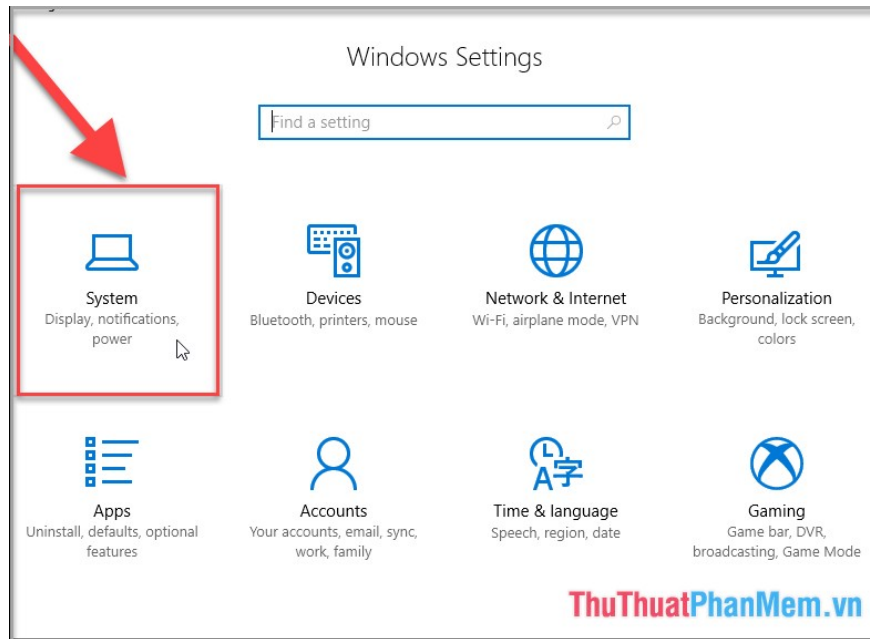 Windows Settings
Find a setting
System
Display, notifications,
power
Devices
Bluetooth, printers, mouse
Network & Internet
Wi-Fi, airplane mode, VPN
Personalization
Background, lock screen,
colors
Apps
Uninstall, defaults, optional
features
Accounts
Your accounts, email, sync,
work, family
Time & language
Speech, region, date
Gaming
Game bar, DVR,
broadcasting, Game Mode
ThuThuatPhanMem.vn